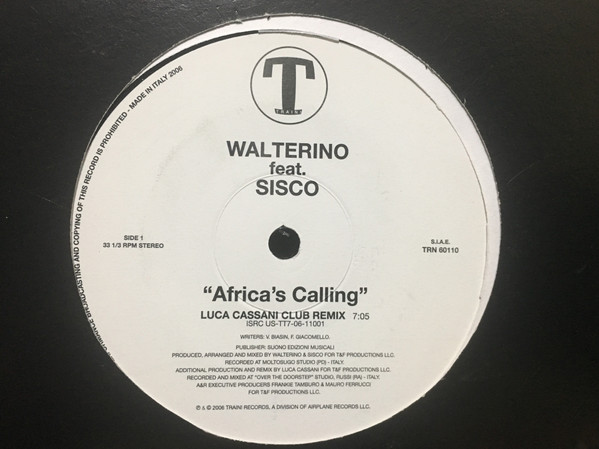 BROADCASTING AND COPYING OF THIS RECORD IS PROHIBITED - MADE IN ITALY 2006
T
TRAINI
WALTERINO
feat.
SISCO
SIDE 1
33 1/3 RPM STEREO
S.I.A.E.
TRN 60110
“Africa's Calling”
LUCA CASSANI CLUB REMIX 7:05
ISRC US-TT7-06-11001
WRITERS: V. BIASIN, F. GIACOMELLO.
PUBLISHER: SUONO EDIZIONI MUSICALI
PRODUCED, ARRANGED AND MIXED BY WALTERINO & SISCO FOR T&F PRODUCTIONS LLC.
RECORDED AT MOLTOSUGO STUDIO (PD) - ITALY.
ADDITIONAL PRODUCTION AND REMIX BY LUCA CASSANI FOR T&F PRODUCTIONS LLC.
RECORDED AND MIXED AT "OVER THE DOORSTEP" STUDIO, RUSSI (RA) - ITALY.
A&R EXECUTIVE PRODUCERS FRANKIE TAMBURO & MAURO FERRUCCI
FOR T&F PRODUCTIONS LLC.
℗ & © 2006 TRAINI RECORDS, A DIVISION OF AIRPLANE RECORDS LLC.